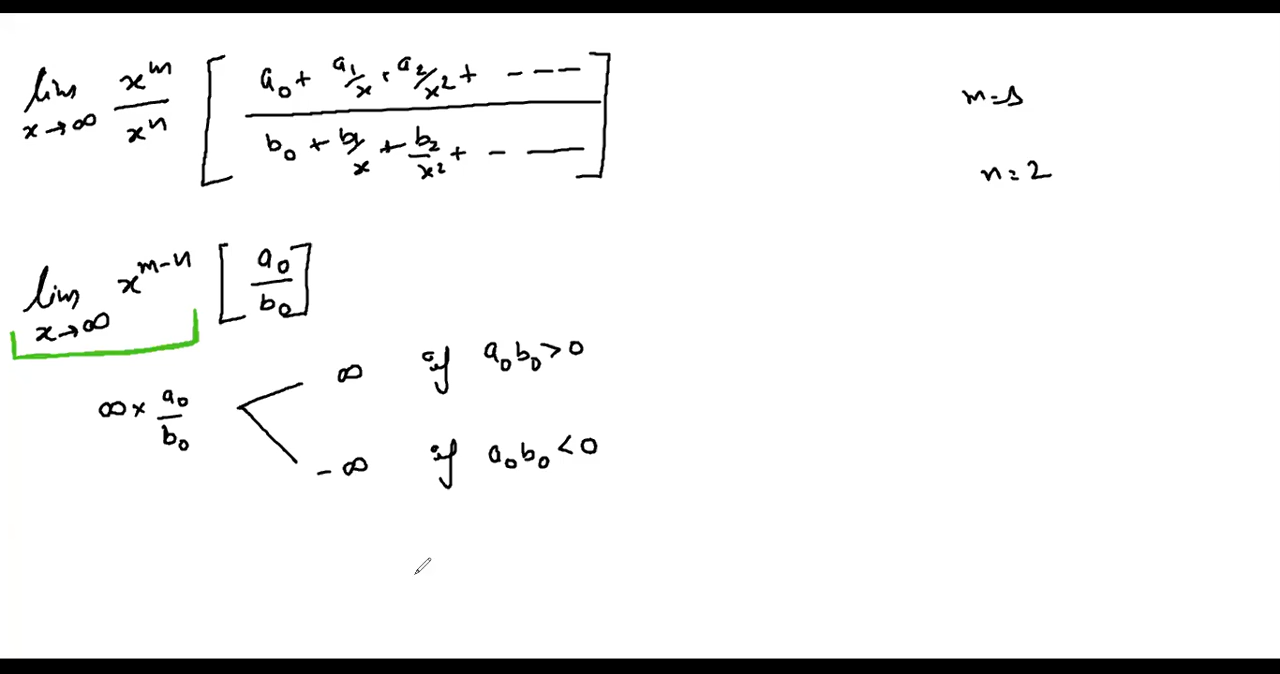 lim x→∞ x^m / x^n [ (a₀ + a₁/x + a₂/x² + - - - -) / (b₀ + b₁/x + b₂/x² + - - - -) ]
n = 2
lim x→∞ x^(m-n) [ a₀ / b₀ ]
∞ × a₀/b₀
∞ if a₀b₀ > 0
-∞ if a₀b₀ < 0